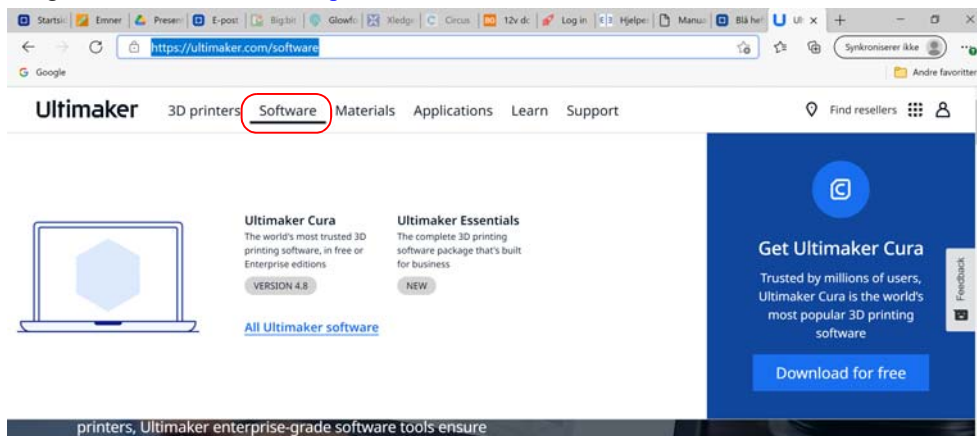 Startsi Emner Presen E-post Big bit Glowfo Xledge Circus 12v dc Log in Hjelpe Manua Blå hef Ul
https://ultimaker.com/software
Synkroniserer ikke
Google
Andre favoritter
Ultimaker 3D printers Software Materials Applications Learn Support Find resellers
Ultimaker Cura
The world's most trusted 3D
printing software, in free or
Enterprise editions
VERSION 4.8
Ultimaker Essentials
The complete 3D printing
software package that's built
for business
NEW
All Ultimaker software
Get Ultimaker Cura
Trusted by millions of users,
Ultimaker Cura is the world's
most popular 3D printing
software
Download for free
Feedback
printers, Ultimaker enterprise-grade software tools ensure